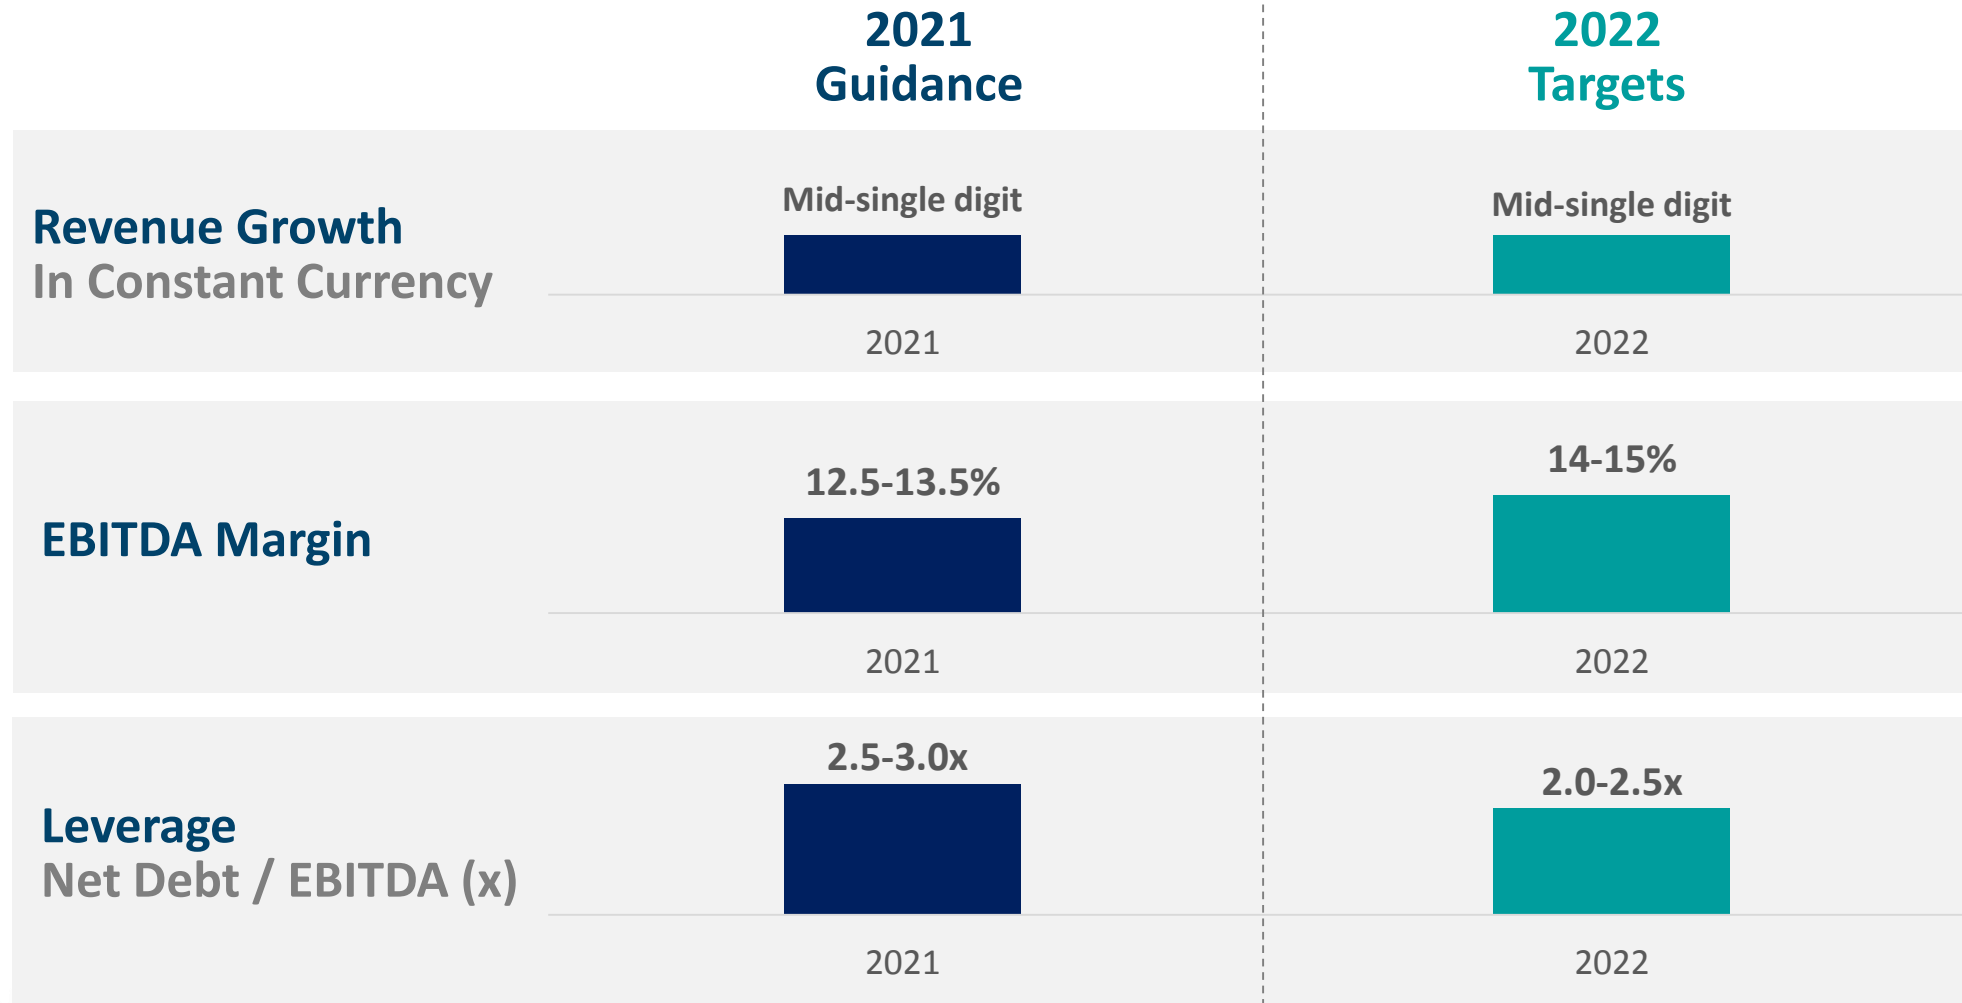 2021
Guidance
2022
Targets
Revenue Growth
In Constant Currency
Mid-single digit
2021
Mid-single digit
2022
EBITDA Margin
12.5-13.5%
2021
14-15%
2022
Leverage
Net Debt / EBITDA (x)
2.5-3.0x
2021
2.0-2.5x
2022